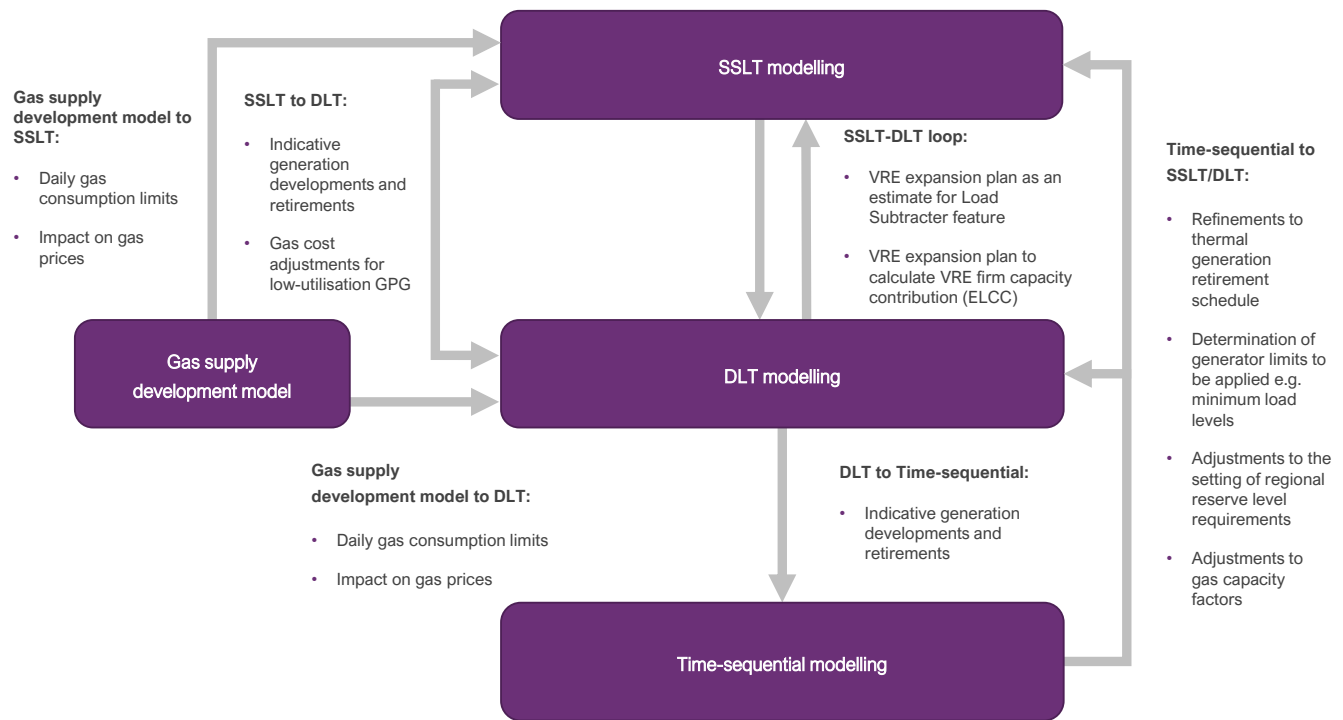 SSLT modelling
Gas supply
development model to
SSLT:
• Daily gas
consumption limits
• Impact on gas
prices
SSLT to DLT:
• Indicative
generation
developments and
retirements
• Gas cost
adjustments for
low-utilisation GPG
SSLT-DLT loop:
• VRE expansion plan as an
estimate for Load
Subtracter feature
• VRE expansion plan to
calculate VRE firm capacity
contribution (ELCC)
Time-sequential to
SSLT/DLT:
• Refinements to
thermal
generation
retirement
schedule
• Determination of
generator limits to
be applied e.g.
minimum load
levels
• Adjustments to the
setting of regional
reserve level
requirements
• Adjustments to
gas capacity
factors
Gas supply
development model
DLT modelling
Gas supply
development model to DLT:
• Daily gas consumption limits
• Impact on gas prices
DLT to Time-sequential:
• Indicative generation
developments and
retirements
Time-sequential modelling